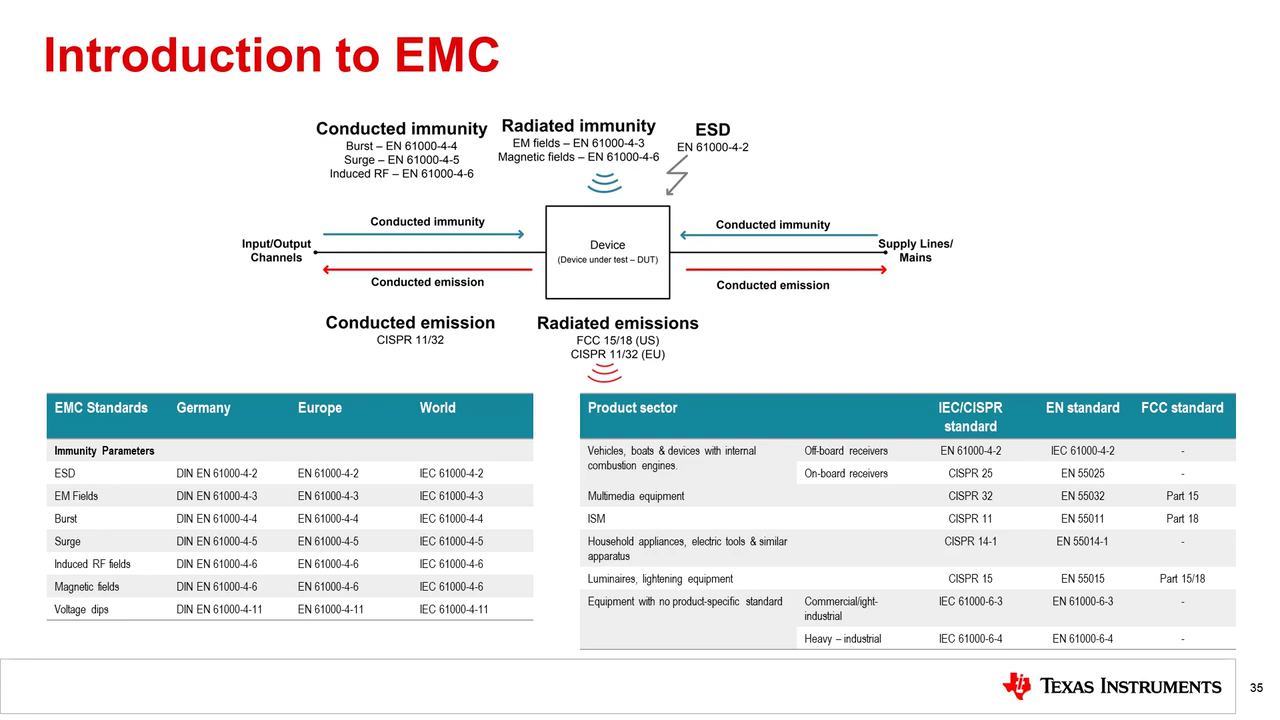 Introduction to EMC
Conducted immunity
Burst – EN 61000-4-4
Surge – EN 61000-4-5
Induced RF – EN 61000-4-6
Radiated immunity
EM fields – EN 61000-4-3
Magnetic fields – EN 61000-4-6
ESD
EN 61000-4-2
Conducted immunity
Conducted immunity
Input/Output
Channels
Device
(Device under test – DUT)
Supply Lines/
Mains
Conducted emission
Conducted emission
Conducted emission
CISPR 11/32
Radiated emissions
FCC 15/18 (US)
CISPR 11/32 (EU)
EMC Standards Germany Europe World
Immunity Parameters
ESD DIN EN 61000-4-2 EN 61000-4-2 IEC 61000-4-2
EM Fields DIN EN 61000-4-3 EN 61000-4-3 IEC 61000-4-3
Burst DIN EN 61000-4-4 EN 61000-4-4 IEC 61000-4-4
Surge DIN EN 61000-4-5 EN 61000-4-5 IEC 61000-4-5
Induced RF fields DIN EN 61000-4-6 EN 61000-4-6 IEC 61000-4-6
Magnetic fields DIN EN 61000-4-6 EN 61000-4-6 IEC 61000-4-6
Voltage dips DIN EN 61000-4-11 EN 61000-4-11 IEC 61000-4-11
Product sector IEC/CISPR EN standard FCC standard
standard
Vehicles, boats & devices with internal Off-board receivers EN 61000-4-2 IEC 61000-4-2 -
combustion engines.
On-board receivers CISPR 25 EN 55025 -
Multimedia equipment CISPR 32 EN 55032 Part 15
ISM CISPR 11 EN 55011 Part 18
Household appliances, electric tools & similar CISPR 14-1 EN 55014-1 -
apparatus
Luminaires, lightening equipment CISPR 15 EN 55015 Part 15/18
Equipment with no product-specific standard Commercial/ight- IEC 61000-6-3 EN 61000-6-3 -
industrial
Heavy – industrial IEC 61000-6-4 EN 61000-6-4 -
TEXAS INSTRUMENTS
35